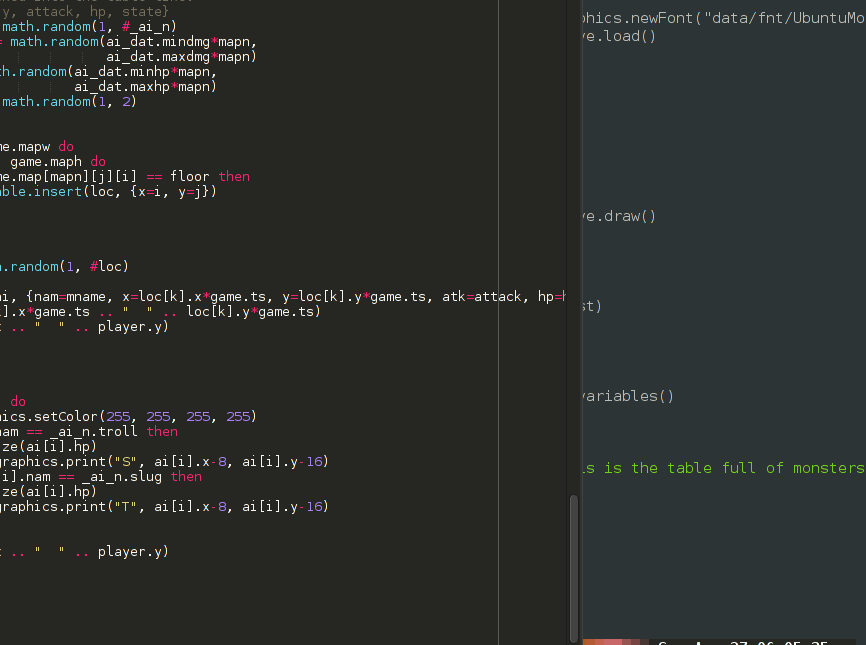 y, attack, hp, state}
math.random(1, #_ai_n)
= math.random(ai_dat.mindmg*mapn,
ai_dat.maxdmg*mapn)
th.random(ai_dat.minhp*mapn,
ai_dat.maxhp*mapn)
math.random(1, 2)
me.mapw do
game.maph do
me.map[mapn][j][i] == floor then
able.insert(loc, {x=i, y=j})
.random(1, #loc)
ai, {nam=mname, x=loc[k].x*game.ts, y=loc[k].y*game.ts, atk=attack, hp=h
].x*game.ts .. "  " .. loc[k].y*game.ts)
.. "  " .. player.y)
do
ics.setColor(255, 255, 255, 255)
nam == _ai_n.troll then
ze(ai[i].hp)
graphics.print("S", ai[i].x-8, ai[i].y-16)
i].nam == _ai_n.slug then
ze(ai[i].hp)
graphics.print("T", ai[i].x-8, ai[i].y-16)
.. "  " .. player.y)
phics.newFont("data/fnt/UbuntuMo
ve.load()
ve.draw()
st)
variables()
is is the table full of monsters